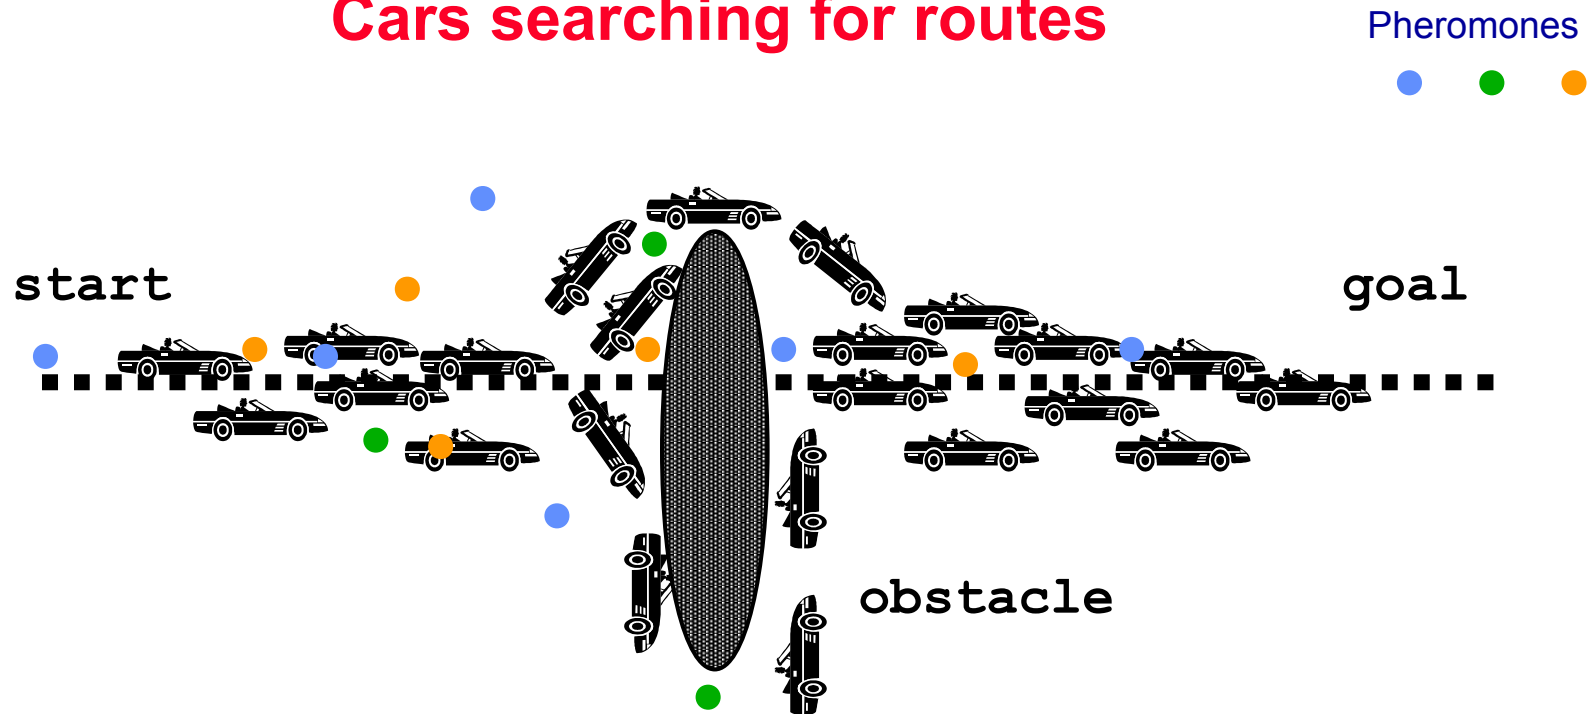 Cars searching for routes
Pheromones
start
goal
obstacle